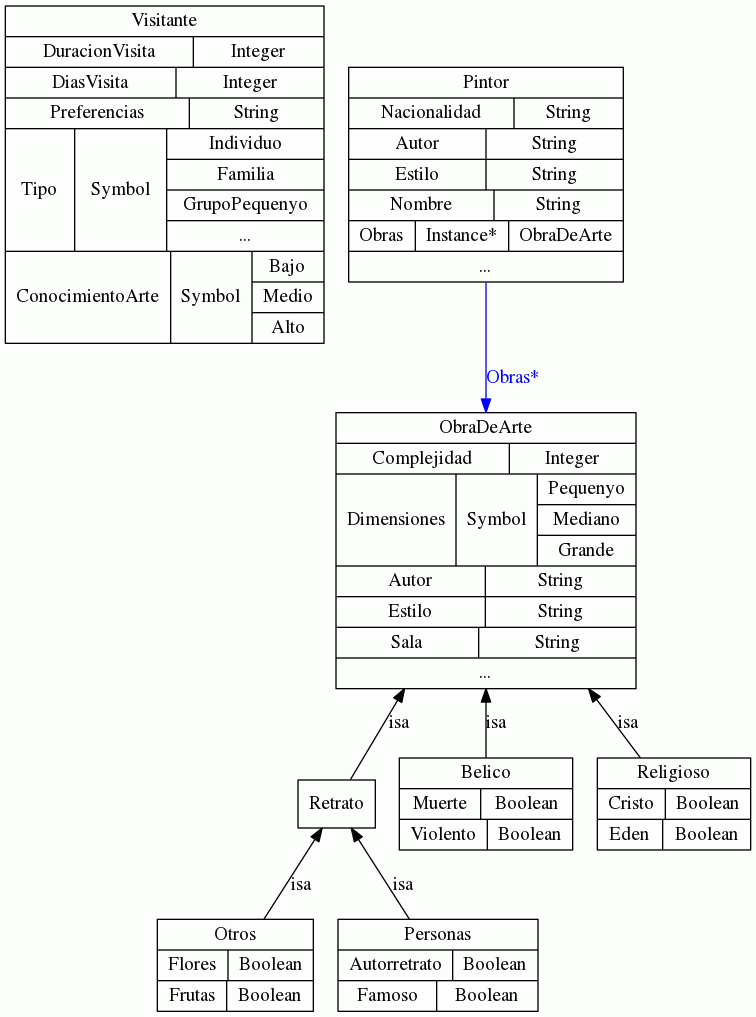 Visitante
DuracionVisita Integer
DiasVisita Integer
Preferencias String
Tipo Symbol Individuo
Familia
GrupoPequenyo
...
ConocimientoArte Symbol Bajo
Medio
Alto
Pintor
Nacionalidad String
Autor String
Estilo String
Nombre String
Obras Instance* ObraDeArte
...
Obras*
ObraDeArte
Complejidad Integer
Dimensiones Symbol Pequenyo
Mediano
Grande
Autor String
Estilo String
Sala String
...
isa isa isa
Retrato
Belico
Muerte Boolean
Violento Boolean
Religioso
Cristo Boolean
Eden Boolean
isa isa
Otros
Flores Boolean
Frutas Boolean
Personas
Autorretrato Boolean
Famoso Boolean